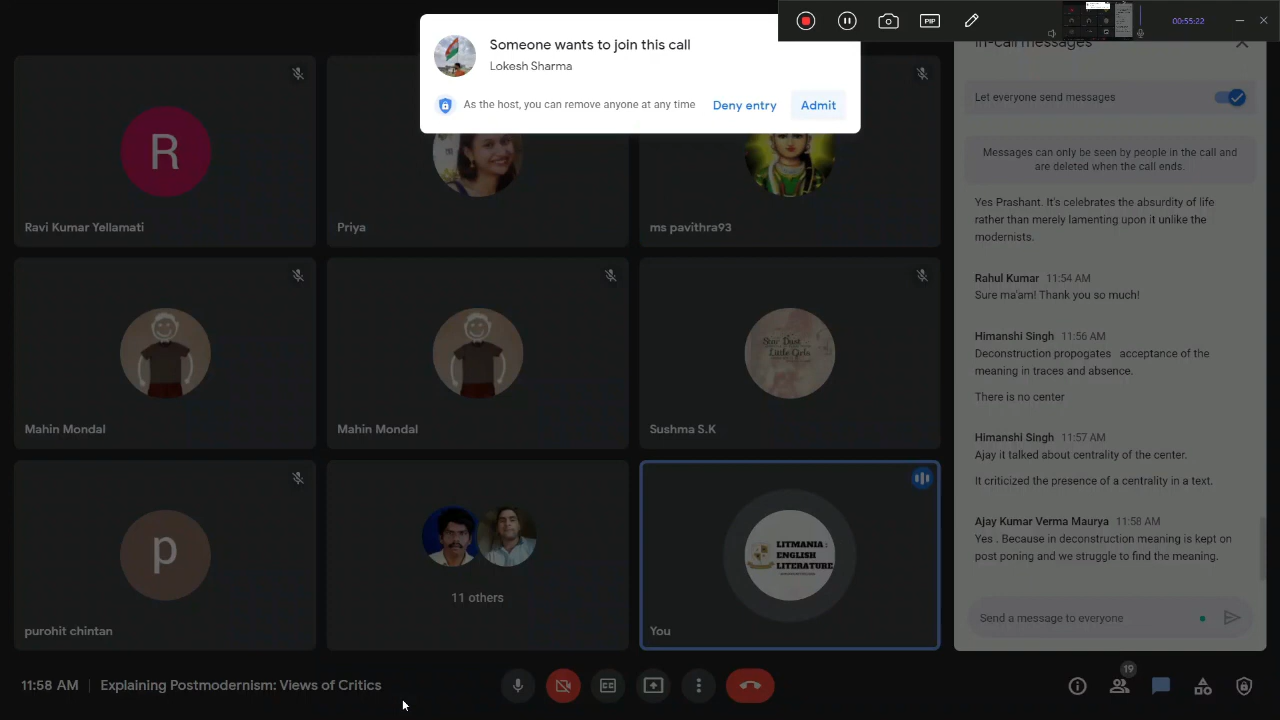 Someone wants to join this call
Lokesh Sharma
As the host, you can remove anyone at any time
Deny entry
Admit
PIP
00:55:22
In-call messages
Let everyone send messages
Messages can only be seen by people in the call and
are deleted when the call ends.
Yes Prashant. It's celebrates the absurdity of life
rather than merely lamenting upon it unlike the
modernists.
Rahul Kumar 11:54 AM
Sure ma'am! Thank you so much!
Himanshi Singh 11:56 AM
Deconstruction propogates acceptance of the
meaning in traces and absence.
There is no center
Himanshi Singh 11:57 AM
Ajay it talked about centrality of the center.
It criticized the presence of a centrality in a text.
Ajay Kumar Verma Maurya 11:58 AM
Yes . Because in deconstruction meaning is kept on
post poning and we struggle to find the meaning.
Send a message to everyone
R
Ravi Kumar Yellamati
Priya
ms pavithra93
Mahin Mondal
Mahin Mondal
Star Dust
Little Girls
Sushma S.K
p
purohit chintan
11 others
LITMANIA :
ENGLISH
LITERATURE
You
11:58 AM | Explaining Postmodernism: Views of Critics
19